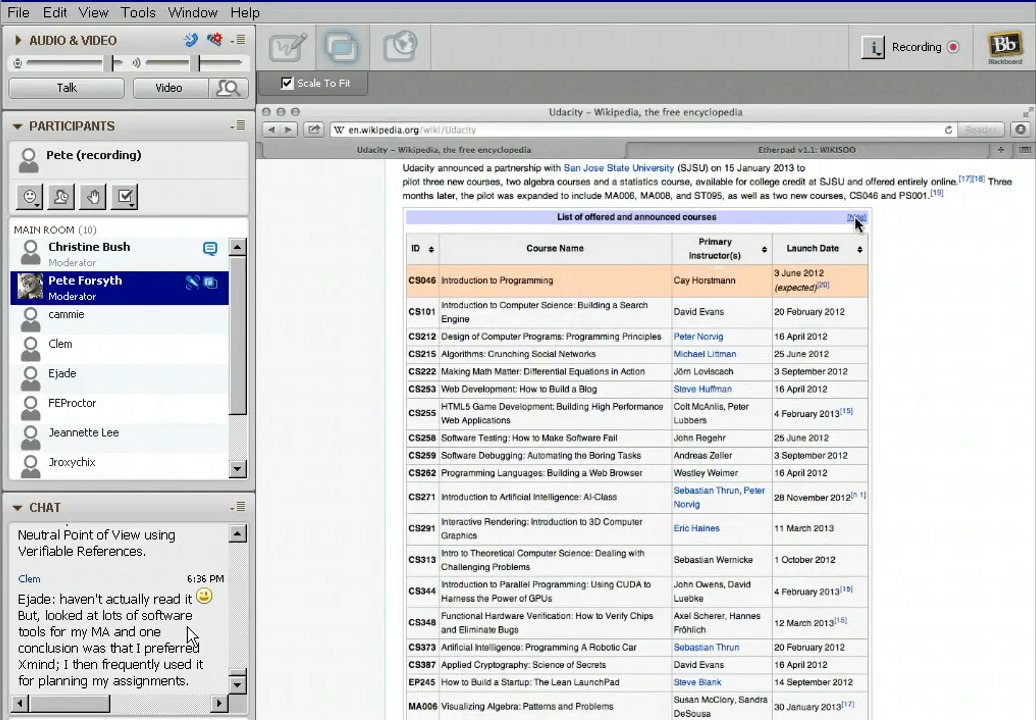 File Edit View Tools Window Help
AUDIO & VIDEO
Talk Video
PARTICIPANTS
Pete (recording)
MAIN ROOM (10)
Christine Bush
Moderator
Pete Forsyth
Moderator
cammie
Clem
Ejade
FEProctor
Jeannette Lee
Jroxychix
CHAT
Neutral Point of View using
Verifiable References.
Clem 6:36 PM
Ejade: haven't actually read it
But, looked at lots of software
tools for my MA and one
conclusion was that I preferred
Xmind; I then frequently used it
for planning my assignments.
Scale To Fit
Recording
Bb
Blackboard
Udacity – Wikipedia, the free encyclopedia
W en.wikipedia.org/wiki/Udacity
Reader
Udacity – Wikipedia, the free encyclopedia
Etherpad v1.1: WIKISOO
Udacity announced a partnership with San Jose State University (SJSU) on 15 January 2013 to
pilot three new courses, two algebra courses and a statistics course, available for college credit at SJSU and offered entirely online.[17][18] Three
months later, the pilot was expanded to include MA006, MA008, and ST095, as well as two new courses, CS046 and PS001.[19]
List of offered and announced courses [hide]
ID Course Name Primary Instructor(s) Launch Date
CS046 Introduction to Programming Cay Horstmann 3 June 2012 (expected)[20]
CS101 Introduction to Computer Science: Building a Search Engine David Evans 20 February 2012
CS212 Design of Computer Programs: Programming Principles Peter Norvig 16 April 2012
CS215 Algorithms: Crunching Social Networks Michael Littman 25 June 2012
CS222 Making Math Matter: Differential Equations in Action Jörn Loviscach 3 September 2012
CS253 Web Development: How to Build a Blog Steve Huffman 16 April 2012
CS255 HTML5 Game Development: Building High Performance Web Applications Colt McAnlis, Peter Lubbers 4 February 2013[15]
CS258 Software Testing: How to Make Software Fail John Regehr 25 June 2012
CS259 Software Debugging: Automating the Boring Tasks Andreas Zeller 3 September 2012
CS262 Programming Languages: Building a Web Browser Westley Weimer 16 April 2012
CS271 Introduction to Artificial Intelligence: AI-Class Sebastian Thrun, Peter Norvig 28 November 2012[n 1]
CS291 Interactive Rendering: Introduction to 3D Computer Graphics Eric Haines 11 March 2013
CS313 Intro to Theoretical Computer Science: Dealing with Challenging Problems Sebastian Wernicke 1 October 2012
CS344 Introduction to Parallel Programming: Using CUDA to Harness the Power of GPUs John Owens, David Luebke 4 February 2013[15]
CS348 Functional Hardware Verification: How to Verify Chips and Eliminate Bugs Axel Scherer, Hannes Fröhlich 12 March 2013[15]
CS373 Artificial Intelligence: Programming A Robotic Car Sebastian Thrun 20 February 2012
CS387 Applied Cryptography: Science of Secrets David Evans 16 April 2012
EP245 How to Build a Startup: The Lean LaunchPad Steve Blank 14 September 2012
MA006 Visualizing Algebra: Patterns and Problems Susan McClory, Sandra DeSousa 30 January 2013[17]